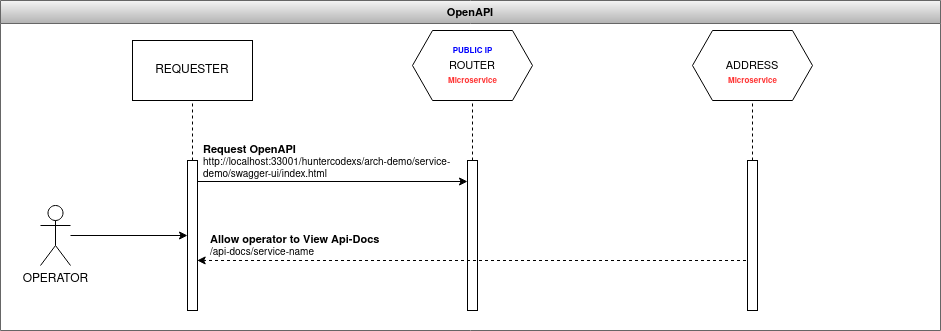 OpenAPI
REQUESTER
PUBLIC IP
ROUTER
Microservice
ADDRESS
Microservice
Request OpenAPI
http://localhost:33001/huntercodexs/arch-demo/service-
demo/swagger-ui/index.html
Allow operator to View Api-Docs
/api-docs/service-name
OPERATOR